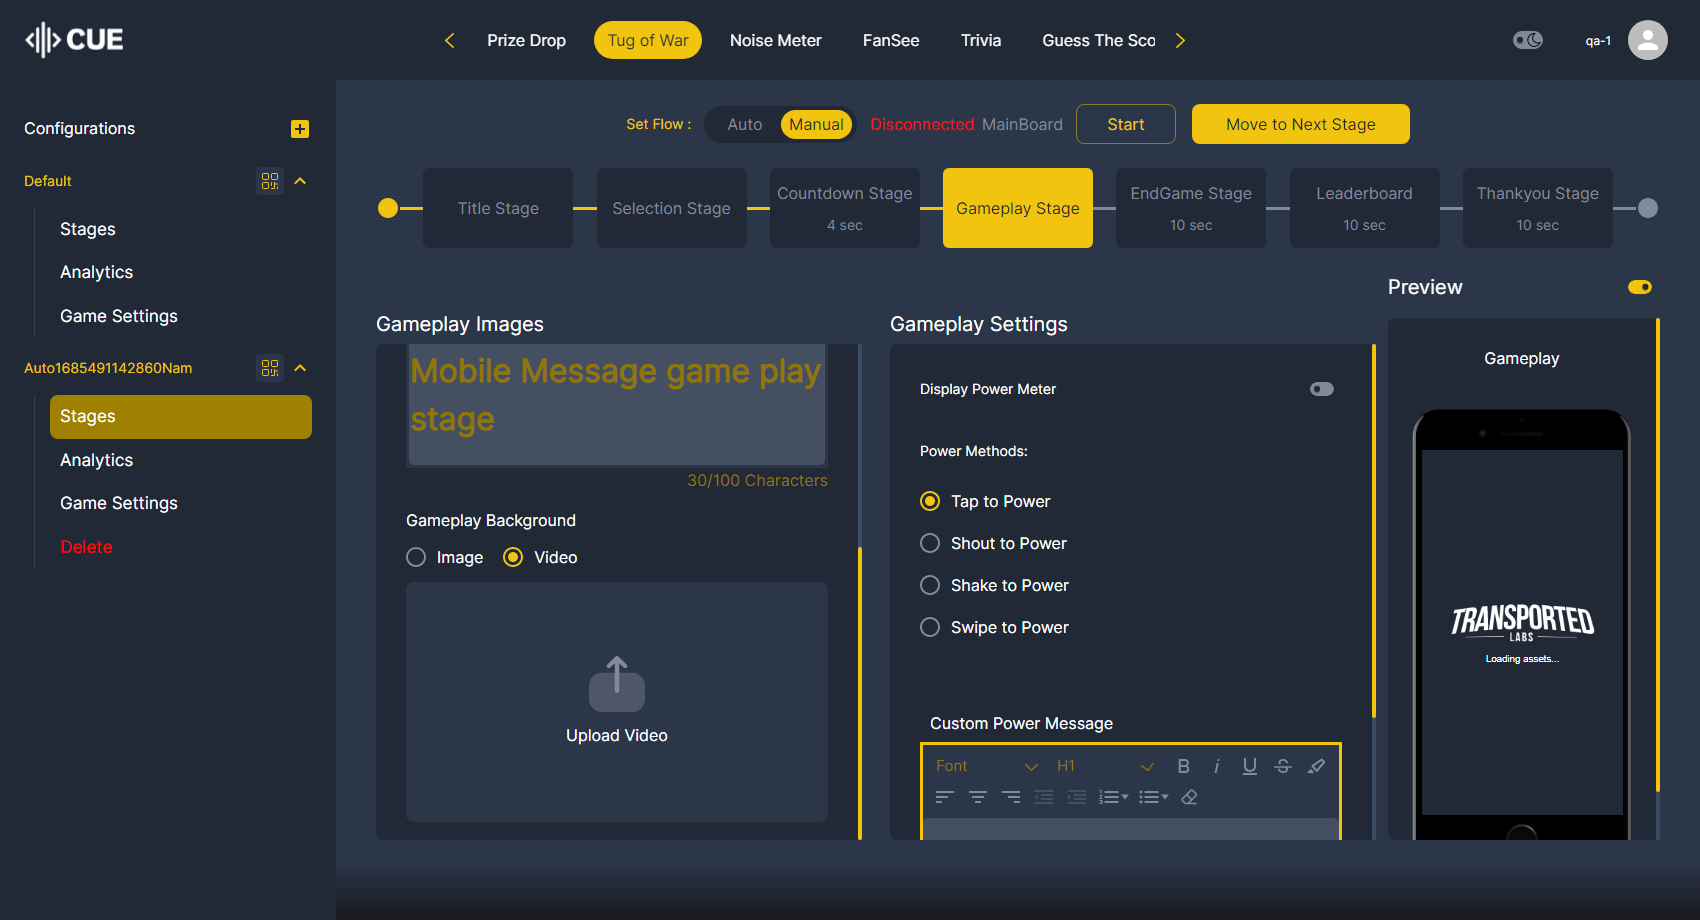 CUE
Prize Drop
Tug of War
Noise Meter
FanSee
Trivia
Guess The Sco
qa-1
Configurations
Default
Stages
Analytics
Game Settings
Auto1685491142860Nam
Stages
Analytics
Game Settings
Delete
Set Flow :
Auto
Manual
Disconnected MainBoard
Start
Move to Next Stage
Title Stage
Selection Stage
Countdown Stage
4 sec
Gameplay Stage
EndGame Stage
10 sec
Leaderboard
10 sec
Thankyou Stage
10 sec
Gameplay Images
Mobile Message game play
stage
30/100 Characters
Gameplay Background
Image
Video
Upload Video
Gameplay Settings
Display Power Meter
Power Methods:
Tap to Power
Shout to Power
Shake to Power
Swipe to Power
Custom Power Message
Font
H1
B i U S
Preview
Gameplay
TRANSPORTED
LABS
Loading assets...